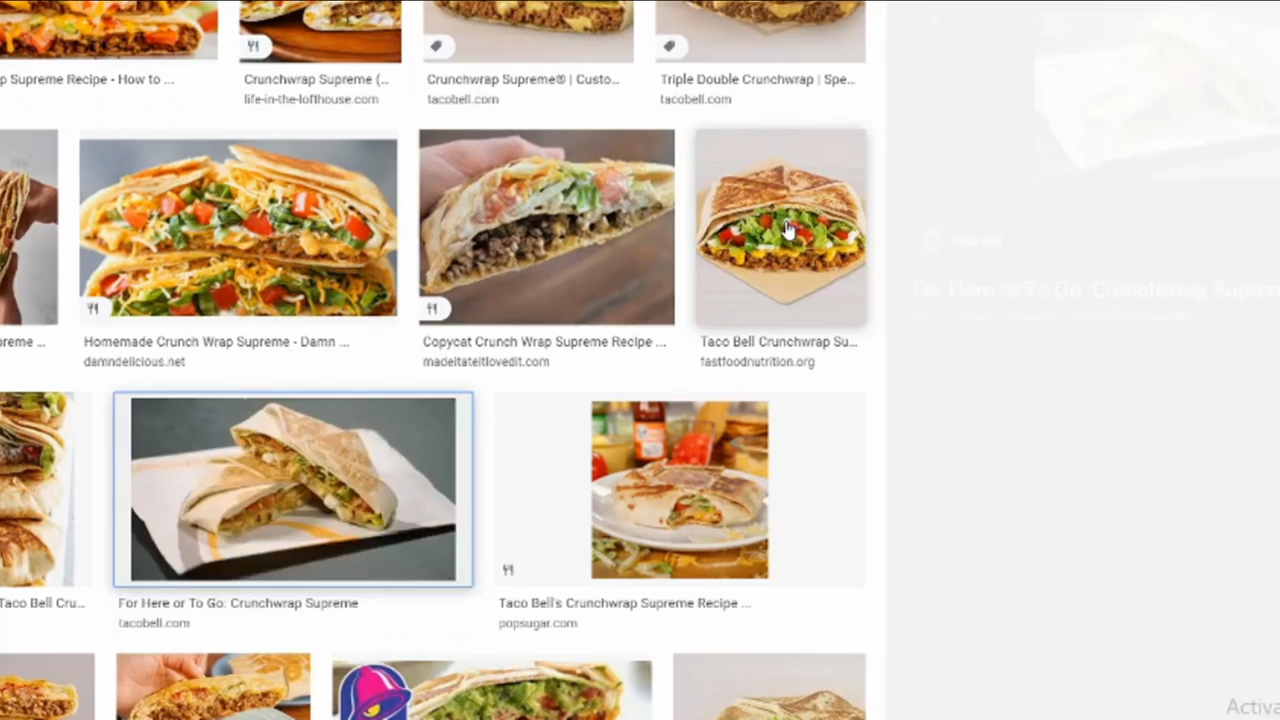 p Supreme Recipe - How to ...
Crunchwrap Supreme (...
life-in-the-lofthouse.com
Crunchwrap Supreme® | Custo...
tacobell.com
Triple Double Crunchwrap | Spe...
tacobell.com
reme ...
Homemade Crunch Wrap Supreme - Damn ...
damndelicious.net
Copycat Crunch Wrap Supreme Recipe ...
madeitateitlovedit.com
Taco Bell Crunchwrap Su...
fastfoodnutrition.org
For Here or To Go: Crunchwrap Suprem
Taco Bell Cru...
For Here or To Go: Crunchwrap Supreme
tacobell.com
Taco Bell's Crunchwrap Supreme Recipe ...
popsugar.com
Activa